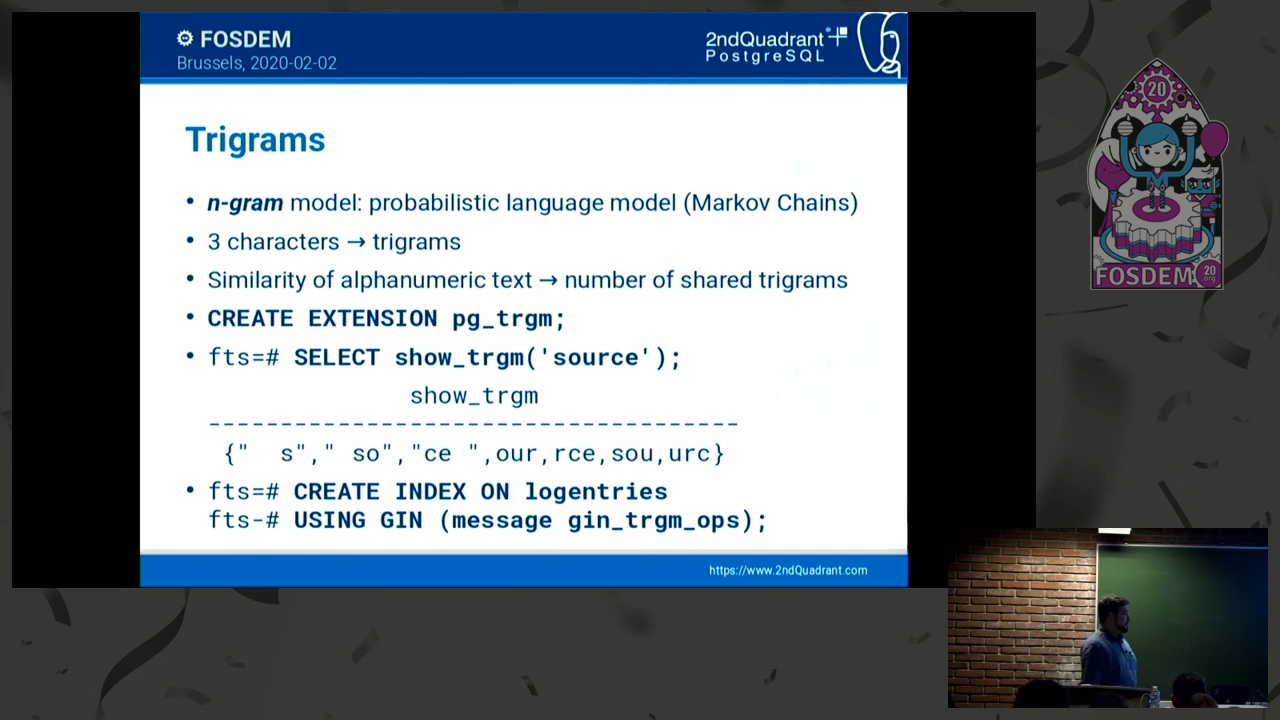 FOSDEM
Brussels, 2020-02-02
2ndQuadrant
PostgreSQL
Trigrams
• n-gram model: probabilistic language model (Markov Chains)
• 3 characters → trigrams
• Similarity of alphanumeric text → number of shared trigrams
• CREATE EXTENSION pg_trgm;
• fts=# SELECT show_trgm('source');
show_trgm
-------------------------------------
{"  s"," so","ce ",our,rce,sou,urc}
• fts=# CREATE INDEX ON logentries
fts-# USING GIN (message gin_trgm_ops);
https://www.2ndQuadrant.com
20
FOSDEM
20
.org